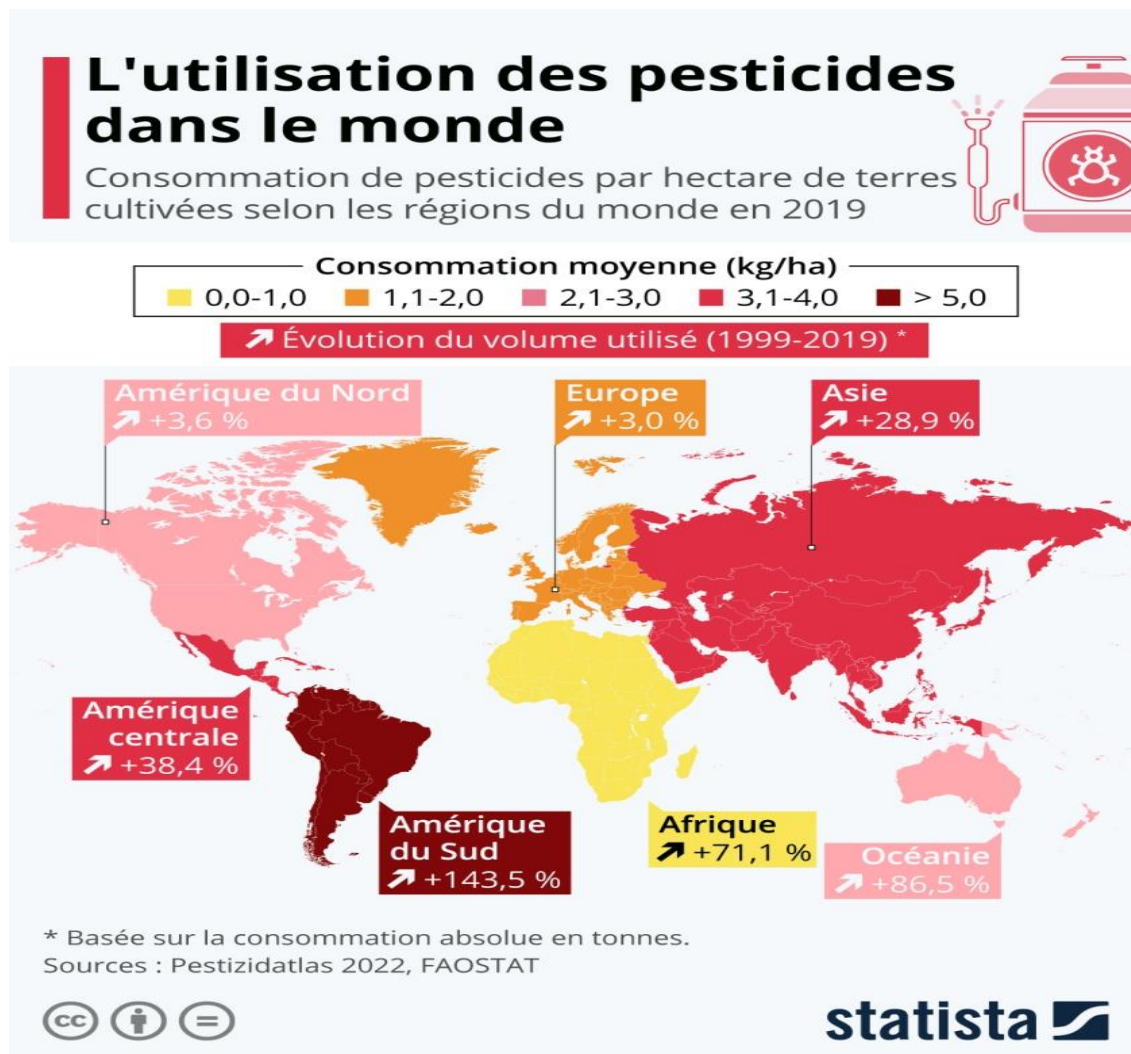 L'utilisation des pesticides
dans le monde
Consommation de pesticides par hectare de terres
cultivées selon les régions du monde en 2019
Consommation moyenne (kg/ha)
0,0-1,0 1,1-2,0 2,1-3,0 3,1-4,0 > 5,0
Évolution du volume utilisé (1999-2019) *
Amérique du Nord
+3,6 %
Europe
+3,0 %
Asie
+28,9 %
Amérique
centrale
+38,4 %
Amérique
du Sud
+143,5 %
Afrique
+71,1 %
Océanie
+86,5 %
* Basée sur la consommation absolue en tonnes.
Sources : Pestizidatlas 2022, FAOSTAT
cc
statista